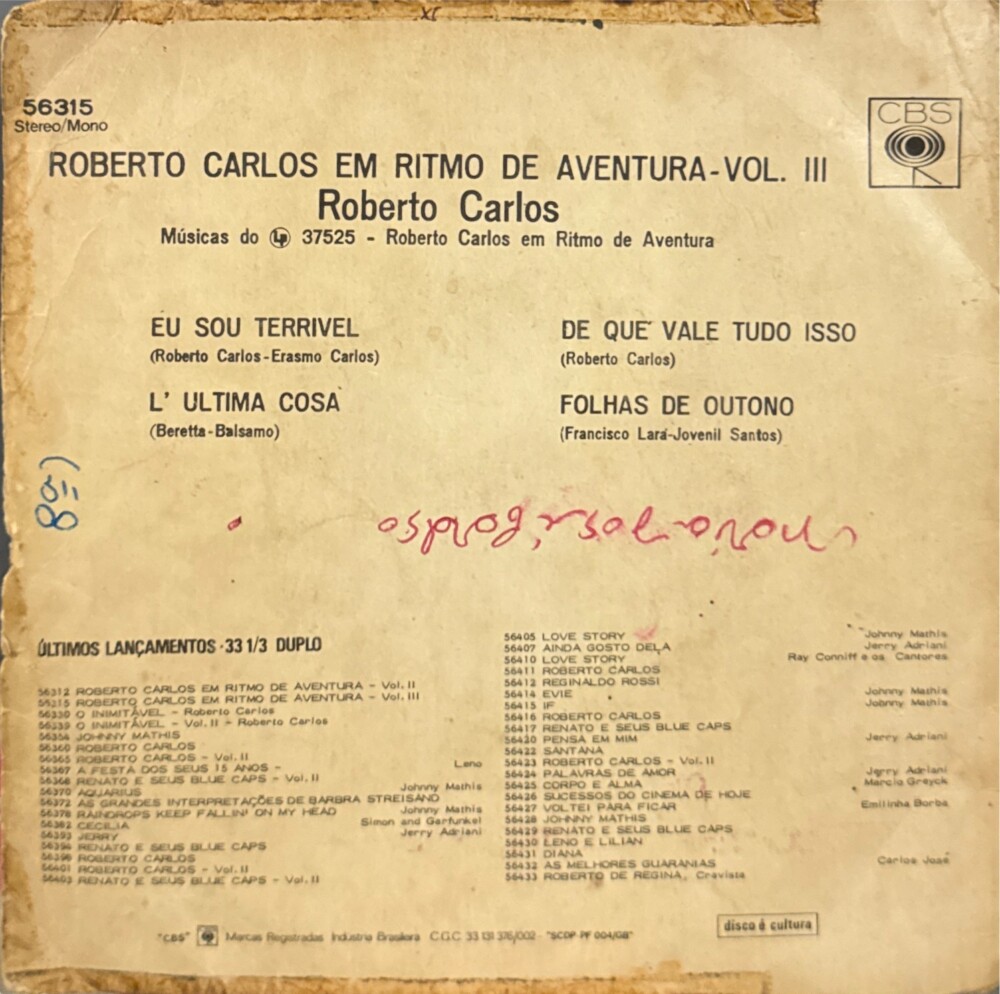 56315
Stereo/Mono
CBS
ROBERTO CARLOS EM RITMO DE AVENTURA-VOL. III
Roberto Carlos
Músicas do LP 37525 - Roberto Carlos em Ritmo de Aventura
EU SOU TERRIVEL
(Roberto Carlos-Erasmo Carlos)
L' ULTIMA COSA
(Beretta-Balsamo)
DE QUE VALE TUDO ISSO
(Roberto Carlos)
FOLHAS DE OUTONO
(Francisco Lara-Jovenil Santos)
ÚLTIMOS LANÇAMENTOS · 33 1/3 DUPLO
56312 ROBERTO CARLOS EM RITMO DE AVENTURA - Vol. II
56315 ROBERTO CARLOS EM RITMO DE AVENTURA - Vol. III
56330 O INIMITÁVEL - Roberto Carlos
56339 O INIMITÁVEL - Vol. II - Roberto Carlos
56354 JOHNNY MATHIS
56360 ROBERTO CARLOS
56365 ROBERTO CARLOS - Vol. II
56367 A FESTA DOS SEUS 15 ANOS - Leno
56368 RENATO E SEUS BLUE CAPS - Vol. II
56370 AQUARIUS Johnny Mathis
56372 AS GRANDES INTERPRETAÇÕES DE BARBRA STREISAND
56378 RAINDROPS KEEP FALLIN' ON MY HEAD Johnny Mathis
56382 CECILIA Simon and Garfunkel
56393 JERRY Jerry Adriani
56394 RENATO E SEUS BLUE CAPS
56398 ROBERTO CARLOS
56401 ROBERTO CARLOS - Vol. II
56403 RENATO E SEUS BLUE CAPS - Vol. II
56405 LOVE STORY Johnny Mathis
56407 AINDA GOSTO DELA Jerry Adriani
56410 LOVE STORY Ray Conniff e os Cantores
56411 ROBERTO CARLOS
56412 REGINALDO ROSSI
56414 EVIE Johnny Mathis
56415 IF Johnny Mathis
56416 ROBERTO CARLOS
56417 RENATO E SEUS BLUE CAPS
56420 PENSA EM MIM Jerry Adriani
56422 SANTANA
56423 ROBERTO CARLOS - Vol. II
56424 PALAVRAS DE AMOR Jerry Adriani
56425 CORPO E ALMA Marcio Greyck
56426 SUCESSOS DO CINEMA DE HOJE
56427 VOLTEI PARA FICAR Emilinha Borba
56428 JOHNNY MATHIS
56429 RENATO E SEUS BLUE CAPS
56430 LENO E LILIAN
56431 DIANA
56432 AS MELHORES GUARANIAS Carlos José
56433 ROBERTO DE REGINA, Cravista
"CBS" Marcas Registradas Indústria Brasileira C.G.C 33 131 376/002 - "SCDP PF 004/GB"
disco é cultura